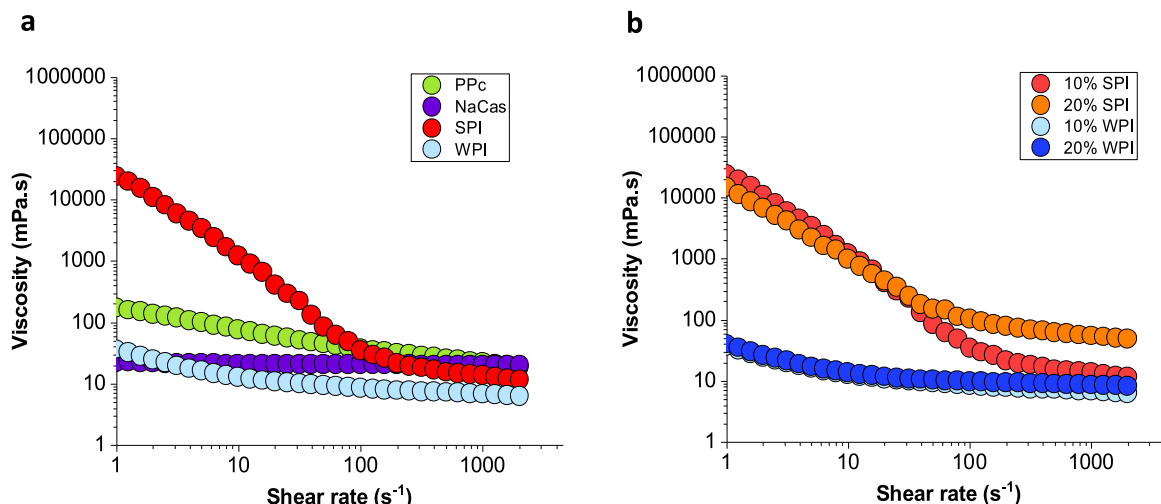 a
1000000
100000
10000
1000
100
10
1
Viscosity (mPa.s)
1
10
100
1000
Shear rate (s⁻¹)
PPc
NaCas
SPI
WPI
b
1000000
100000
10000
1000
100
10
1
Viscosity (mPa.s)
1
10
100
1000
Shear rate (s⁻¹)
10% SPI
20% SPI
10% WPI
20% WPI